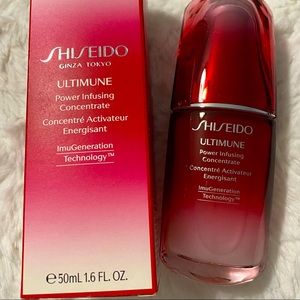 SHISEIDO
GINZA TOKYO
ULTIMUNE
Power Infusing
Concentrate
Concentré Activateur
Energisant
ImuGeneration
Technology™
℮50mL 1.6 FL. OZ.
SHISEIDO
ULTIMUNE
Power Infusing
Concentrate
Concentré Activateur
Energisant
ImuGeneration
Technology™